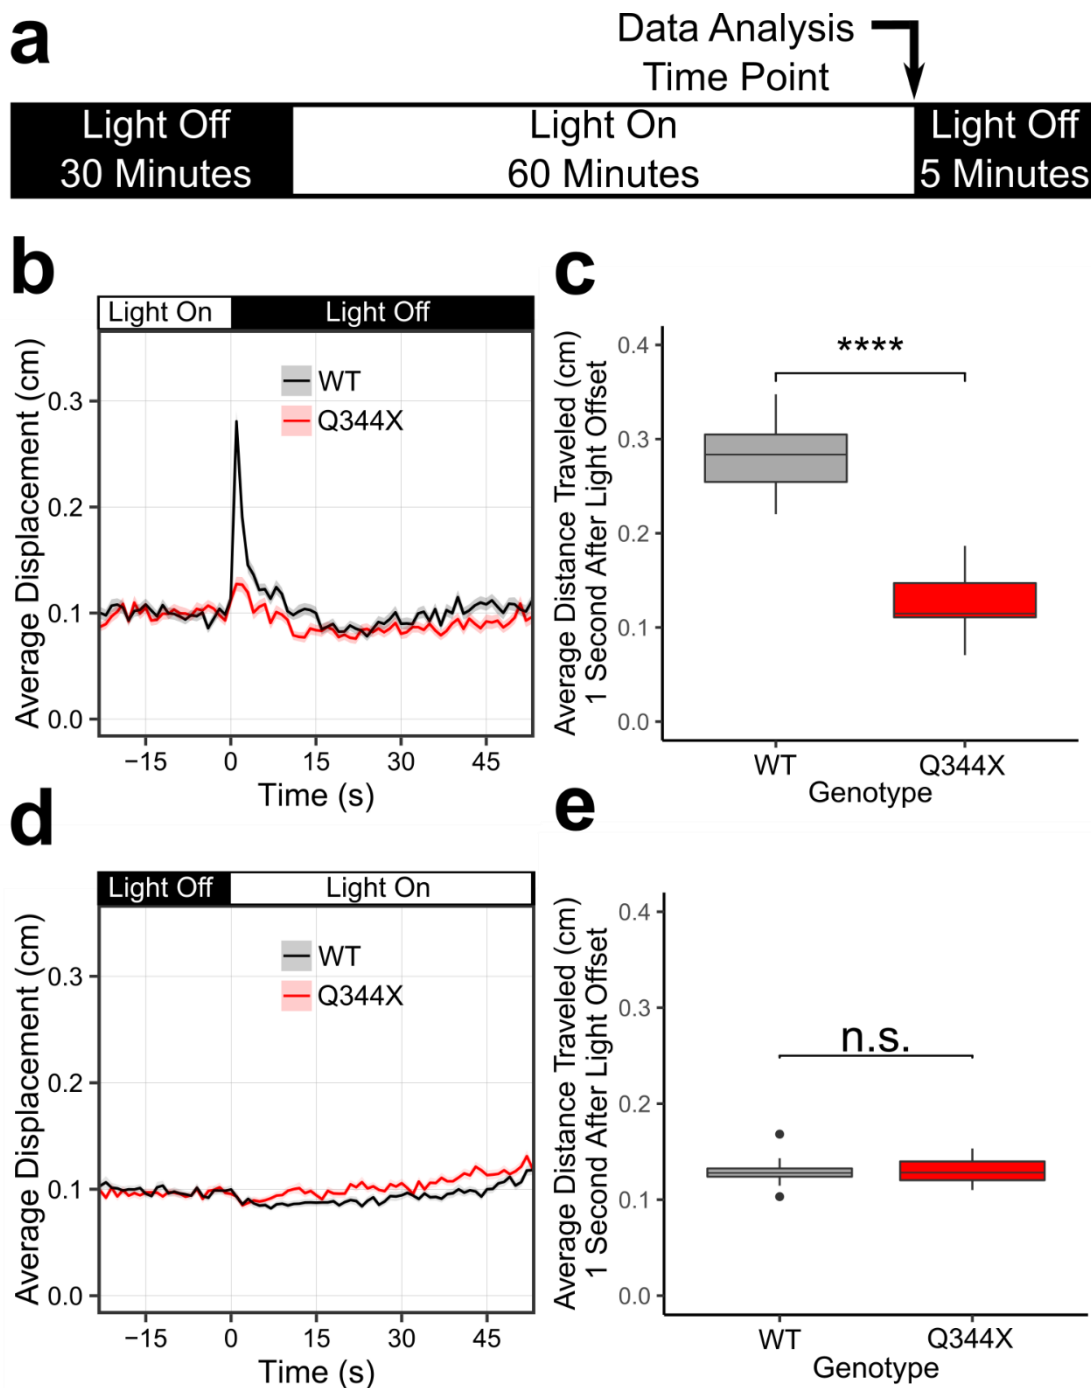 a
Data Analysis
Time Point
Light Off
30 Minutes
Light On
60 Minutes
Light Off
5 Minutes
b
Light On
Light Off
Average Displacement (cm)
0.3
0.2
0.1
0.0
WT
Q344X
−15
0
15
30
45
Time (s)
c
Average Distance Traveled (cm)
1 Second After Light Offset
0.4
0.3
0.2
0.1
0.0
****
WT
Q344X
Genotype
d
Light Off
Light On
Average Displacement (cm)
0.3
0.2
0.1
0.0
WT
Q344X
−15
0
15
30
45
Time (s)
e
Average Distance Traveled (cm)
1 Second After Light Offset
0.4
0.3
0.2
0.1
0.0
n.s.
WT
Q344X
Genotype